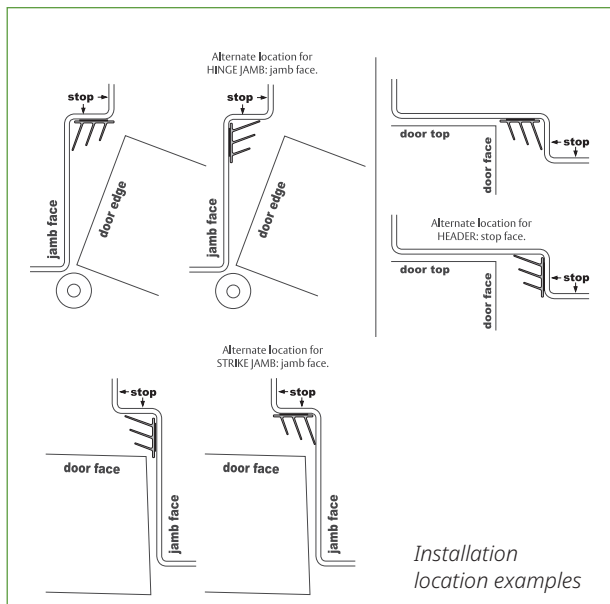 Alternate location for
HINGE JAMB: jamb face.
stop
stop
jamb face
door edge
jamb face
door edge
door top
door face
stop
Alternate location for
HEADER: stop face.
door top
door face
stop
Alternate location for
STRIKE JAMB: jamb face.
stop
stop
door face
jamb face
door face
jamb face
Installation
location examples